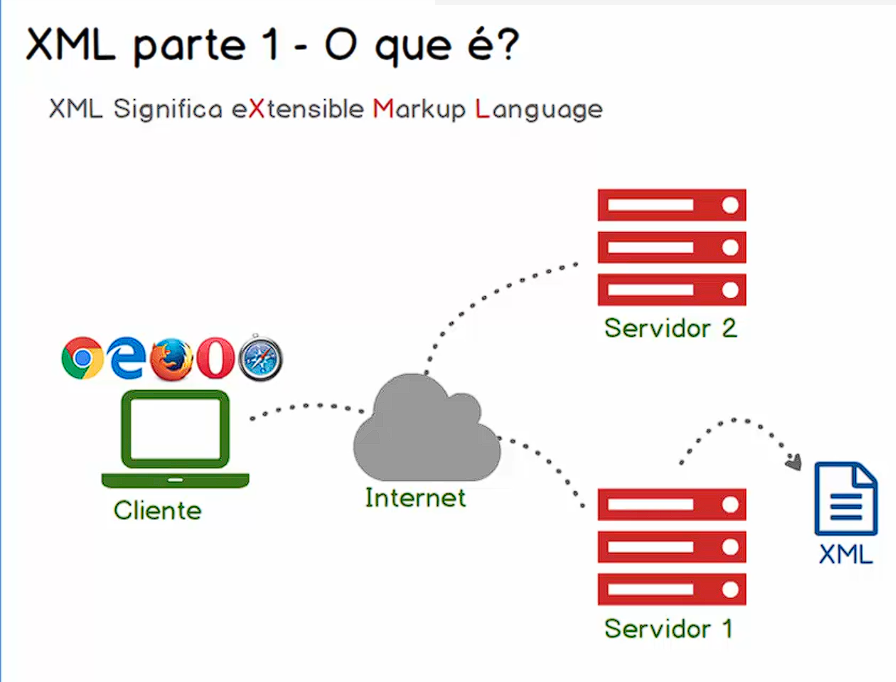 XML parte 1 - O que é?
XML Significa eXtensible Markup Language
Servidor 2
Cliente
Internet
XML
Servidor 1